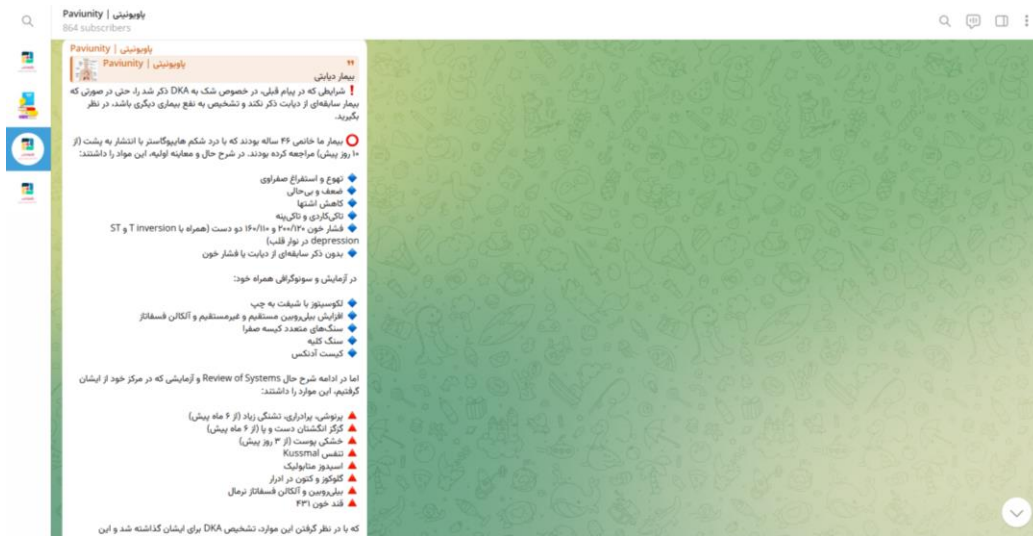 پاویونیتی | Paviunity
864 subscribers
پاویونیتی | Paviunity
پاویونیتی | Paviunity
بیمار دیابتی
❗ شرایطی که در پیام قبلی، در خصوص شک به DKA ذکر شد را، حتی در صورتی که
بیمار سابقه‌ای از دیابت ذکر نکند و تشخیص به نفع بیماری دیگری باشد، در نظر
بگیرید.
⭕ بیمار ما خانمی ۴۶ ساله بودند که با درد شکم هایپوگاستر با انتشار به پشت (از
۱۰ روز پیش) مراجعه کرده بودند. در شرح حال و معاینه اولیه، این مواد را داشتند:
🔹 تهوع و استفراغ صفراوی
🔹 ضعف و بی‌حالی
🔹 کاهش اشتها
🔹 تاکی‌کاردی و تاکی‌پنه
🔹 فشار خون ۲۰۰/۱۲۰ و ۱۶۰/۱۱۰ دو دست (همراه با T inversion و ST
depression در نوار قلب)
🔹 بدون ذکر سابقه‌ای از دیابت یا فشار خون
در آزمایش و سونوگرافی همراه خود:
🔹 لکوسیتوز با شیفت به چپ
🔹 افزایش بیلی‌روبین مستقیم و غیرمستقیم و آلکالن فسفاتاز
🔹 سنگ‌های متعدد کیسه صفرا
🔹 سنگ کلیه
🔹 کیست آدنکس
اما در ادامه شرح حال Review of Systems و آزمایشی که در مرکز خود از ایشان
گرفتیم، این موارد را داشتند:
🔺 پرنوشی، پرادراری، تشنگی زیاد (از ۶ ماه پیش)
🔺 گزگز انگشتان دست و پا (از ۶ ماه پیش)
🔺 خشکی پوست (از ۳ روز پیش)
🔺 تنفس Kussmal
🔺 اسیدوز متابولیک
🔺 گلوکوز و کتون در ادرار
🔺 بیلی‌روبین و آلکالن فسفاتاز نرمال
🔺 قند خون ۴۳۱
که با در نظر گرفتن این موارد، تشخیص DKA برای ایشان گذاشته شد و این